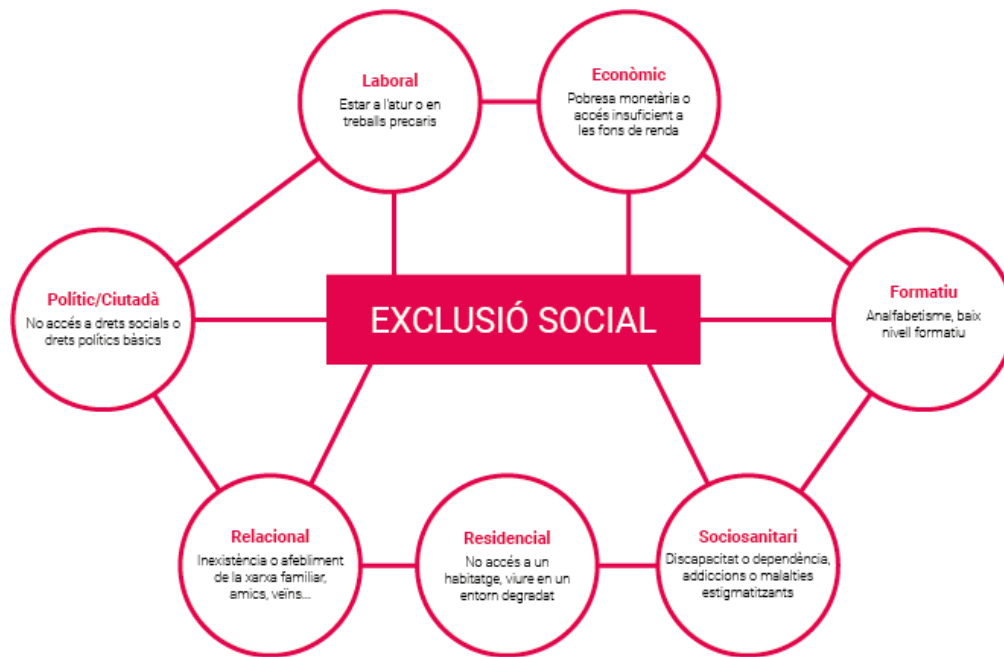 Laboral
Estar a l'atur o en
treballs precaris
Econòmic
Pobresa monetària o
accés insuficient a
les fons de renda
Polític/Ciutadà
No accés a drets socials o
drets polítics bàsics
EXCLUSIÓ SOCIAL
Formatiu
Analfabetisme, baix
nivell formatiu
Relacional
Inexistència o afebliment
de la xarxa familiar,
amics, veïns...
Residencial
No accés a un
habitatge, viure en un
entorn degradat
Sociosanitari
Discapacitat o dependència,
addiccions o malalties
estigmatitzants